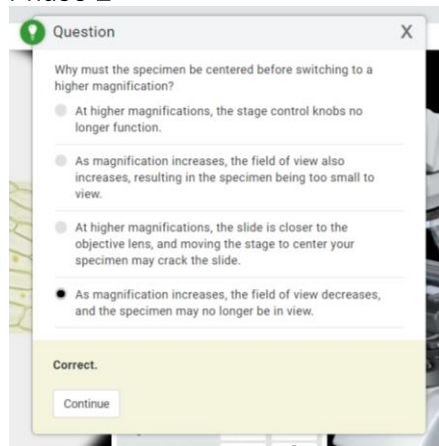 Question X
Why must the specimen be centered before switching to a
higher magnification?
At higher magnifications, the stage control knobs no
longer function.
As magnification increases, the field of view also
increases, resulting in the specimen being too small to
view.
At higher magnifications, the slide is closer to the
objective lens, and moving the stage to center your
specimen may crack the slide.
As magnification increases, the field of view decreases,
and the specimen may no longer be in view.
Correct.
Continue